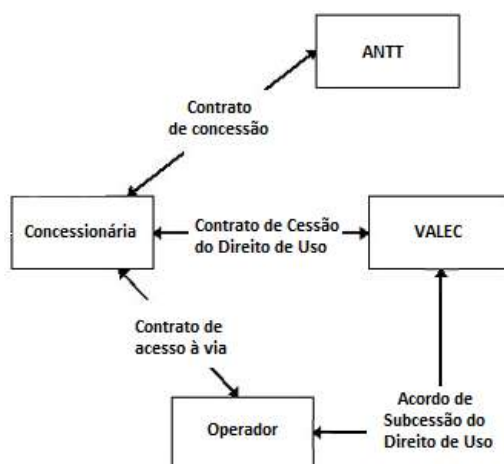 ANTT
Contrato
de concessão
Concessionária
Contrato de Cessão
do Direito de Uso
VALEC
Contrato de
acesso à via
Operador
Acordo de
Subcessão do
Direito de Uso